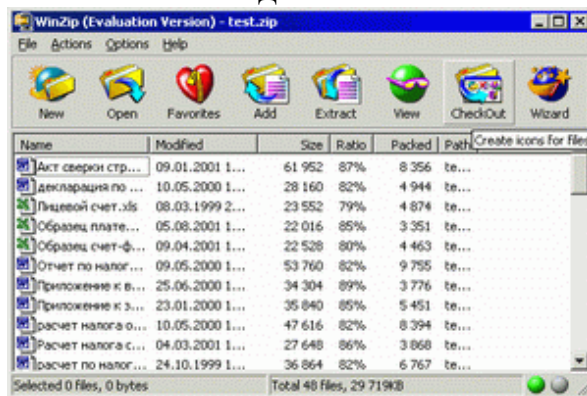 WinZip (Evaluation Version) - test.zip
File Actions Options Help
New Open Favorites Add Extract View CheckOut Wizard
Name Modified Size Ratio Packed Path
Create icons for files
Акт сверки стр... 09.01.2001 1... 61 952 87% 8 356 te...
декларация по ... 10.05.2000 1... 28 160 82% 4 944 te...
Лицевой счет.xls 08.03.1999 2... 23 552 79% 4 874 te...
Образец плате... 05.08.2001 1... 22 016 85% 3 351 te...
Образец счет-ф... 09.04.2001 1... 22 528 80% 4 463 te...
Отчет по налог... 09.05.2000 1... 53 760 82% 9 755 te...
Приложение к в... 25.06.2000 1... 34 304 89% 3 776 te...
Приложение к з... 23.01.2000 1... 35 840 85% 5 451 te...
расчет налога о... 10.05.2000 1... 47 616 82% 8 394 te...
Расчет налога с... 04.03.2001 1... 27 648 86% 3 868 te...
расчет по налог... 24.10.1999 1... 36 864 82% 6 767 te...
Selected 0 files, 0 bytes Total 48 files, 29 719KB